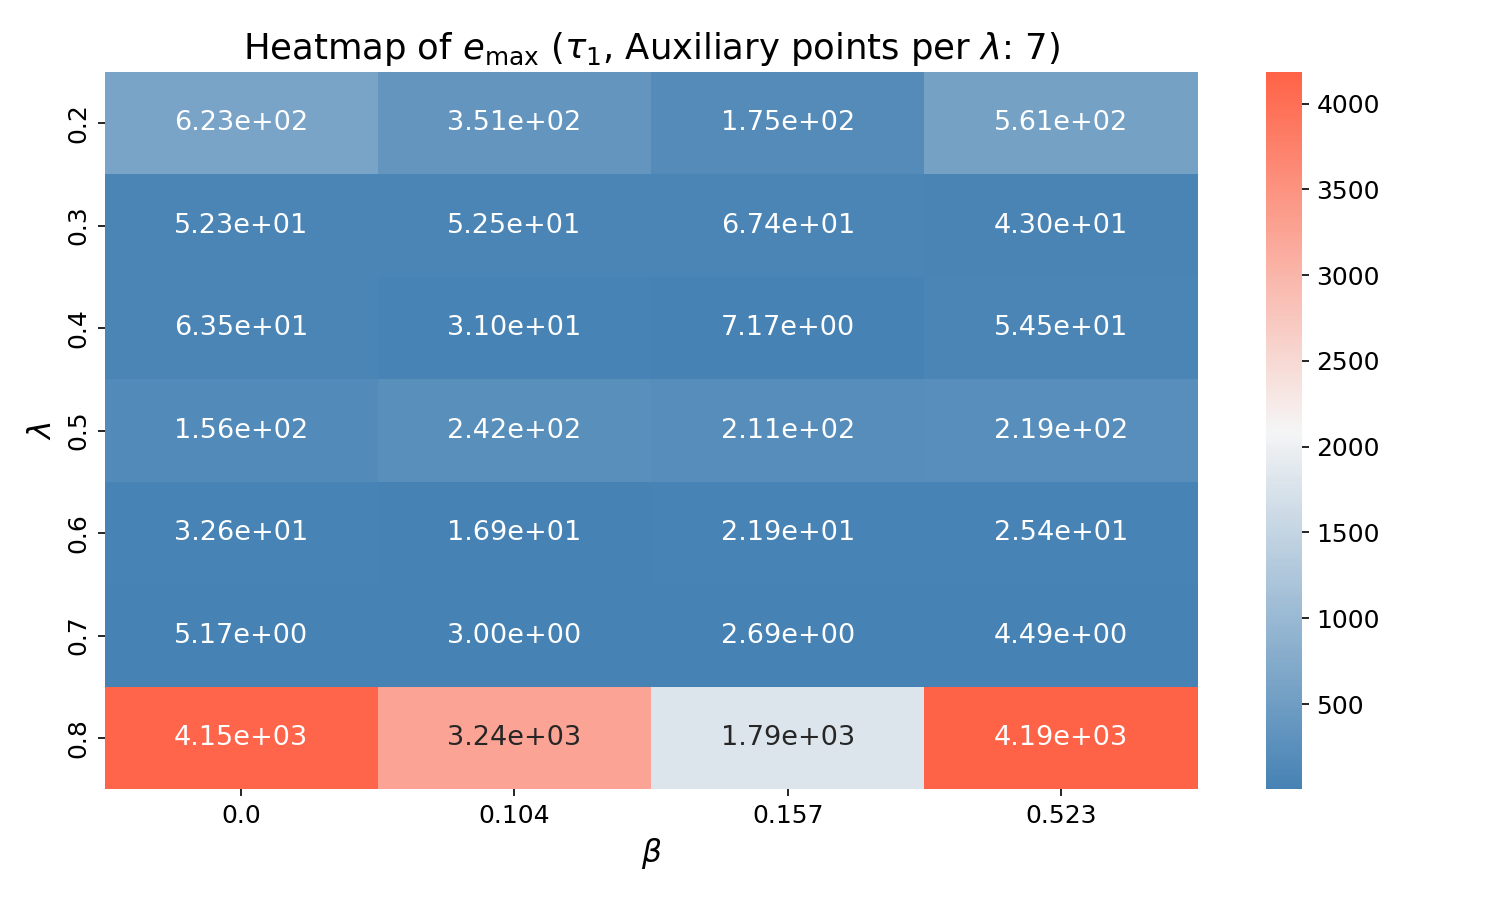 Heatmap of e_max (τ_1, Auxiliary points per λ: 7)
0.2 6.23e+02 3.51e+02 1.75e+02 5.61e+02
0.3 5.23e+01 5.25e+01 6.74e+01 4.30e+01
0.4 6.35e+01 3.10e+01 7.17e+00 5.45e+01
0.5 1.56e+02 2.42e+02 2.11e+02 2.19e+02
0.6 3.26e+01 1.69e+01 2.19e+01 2.54e+01
0.7 5.17e+00 3.00e+00 2.69e+00 4.49e+00
0.8 4.15e+03 3.24e+03 1.79e+03 4.19e+03
λ
0.0 0.104 0.157 0.523
β
4000
3500
3000
2500
2000
1500
1000
500